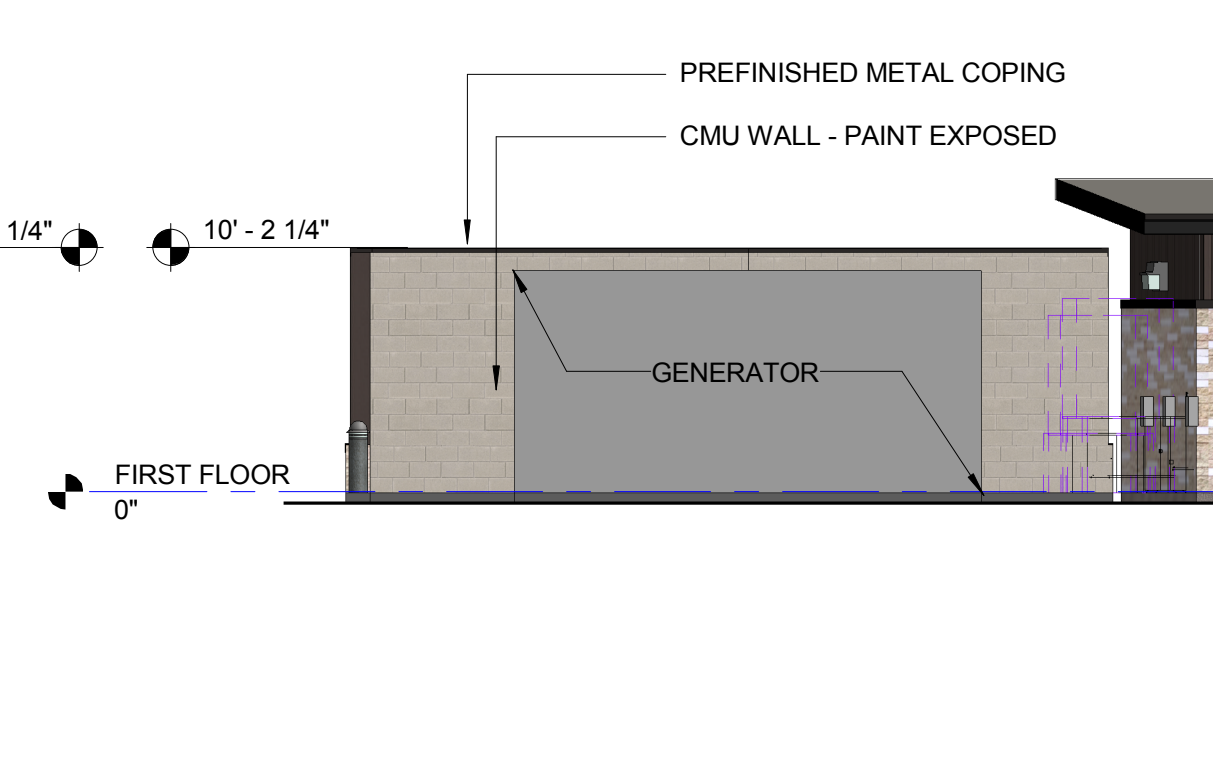 PREFINISHED METAL COPING
CMU WALL - PAINT EXPOSED
1/4"
10' - 2 1/4"
GENERATOR
FIRST FLOOR
0"